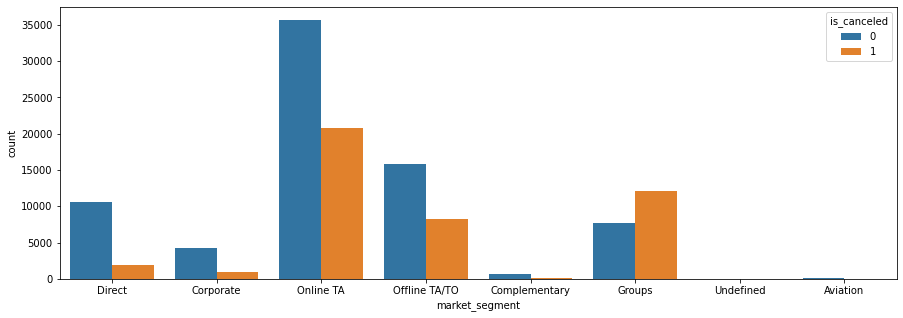 is_canceled
0
1
35000
30000
25000
20000
15000
10000
5000
0
count
Direct Corporate Online TA Offline TA/TO Complementary Groups Undefined Aviation
market_segment